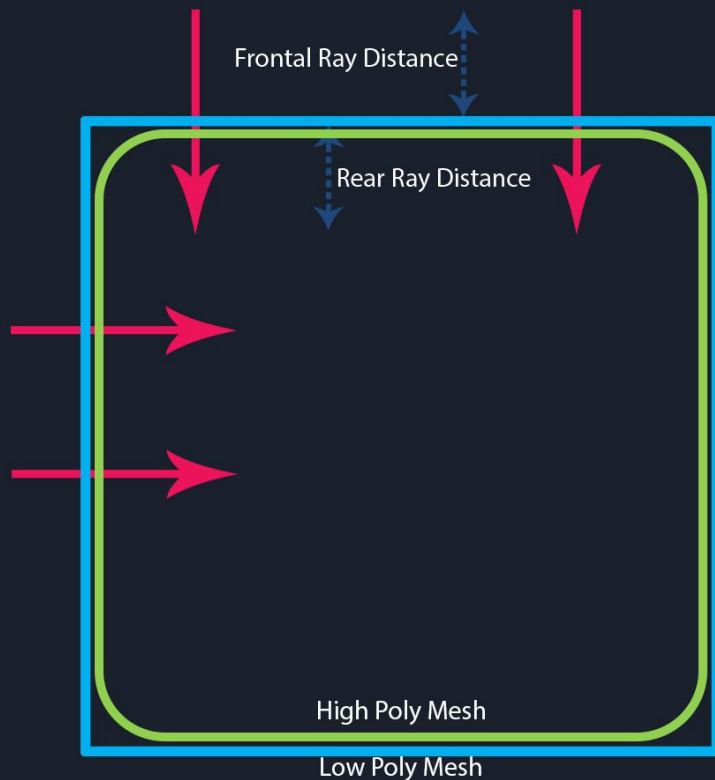 Frontal Ray Distance
Rear Ray Distance
High Poly Mesh
Low Poly Mesh